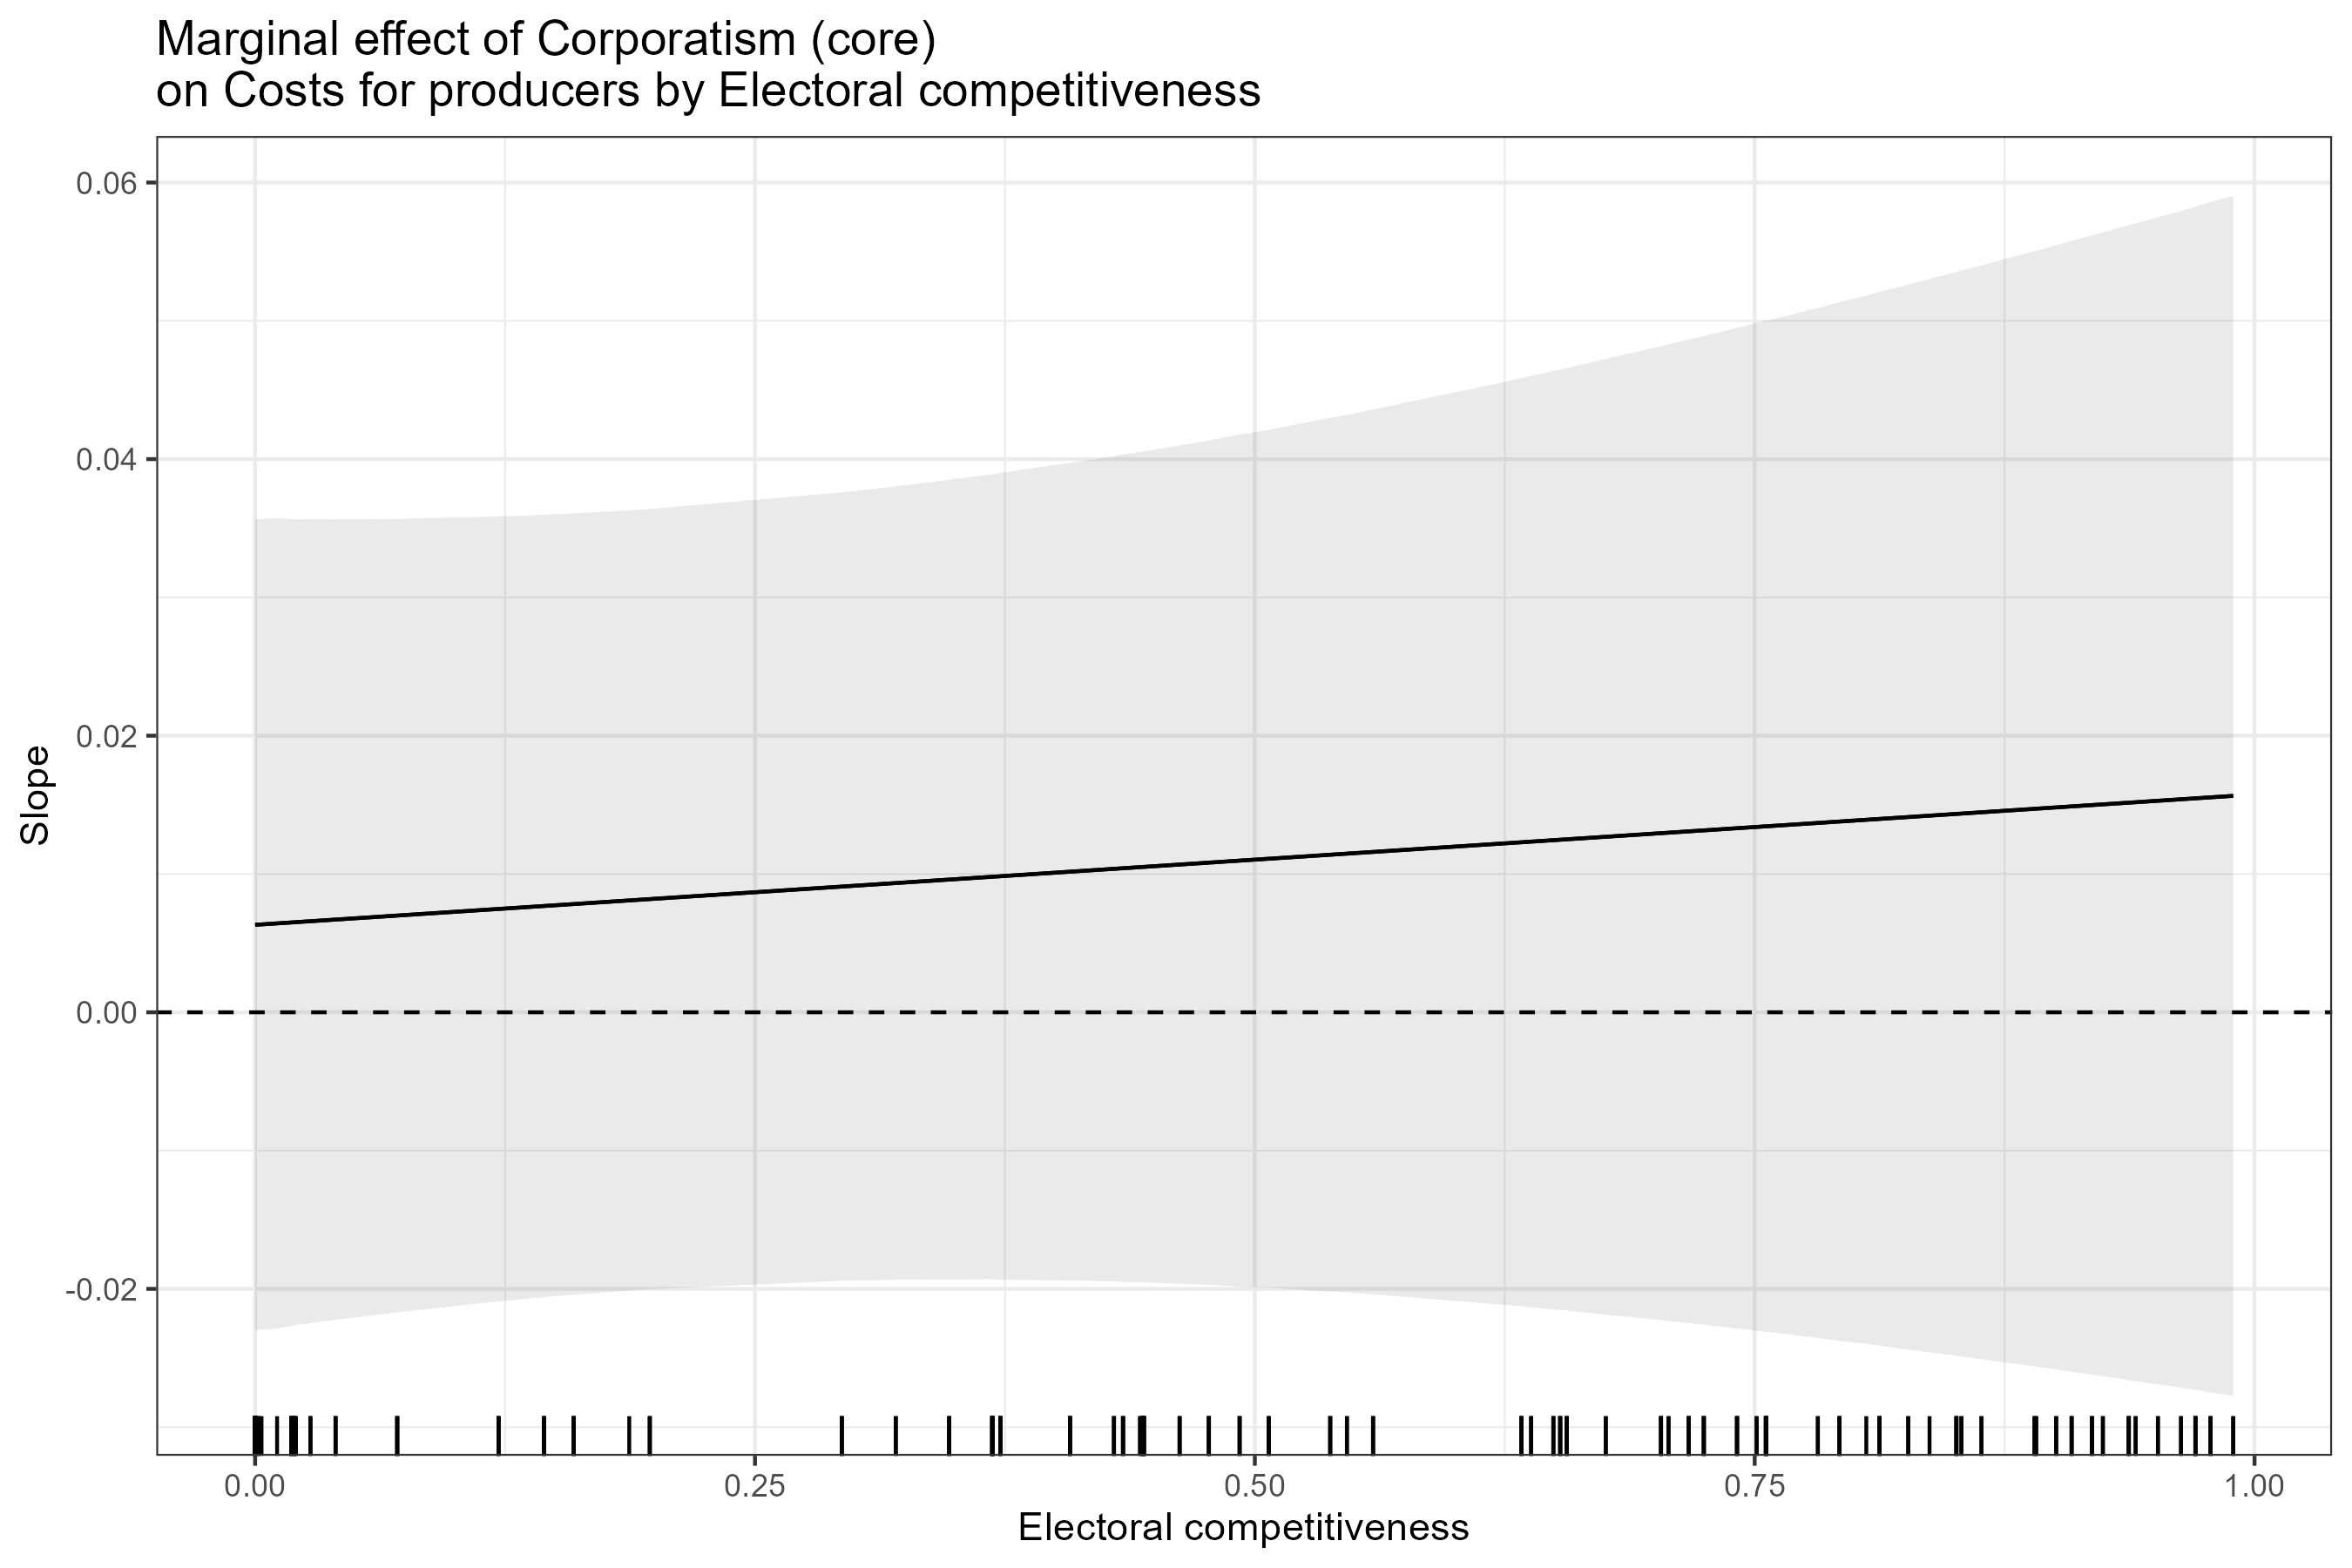 Marginal effect of Corporatism (core)
on Costs for producers by Electoral competitiveness
0.06
0.04
0.02
0.00
-0.02
Slope
0.00 0.25 0.50 0.75 1.00
Electoral competitiveness